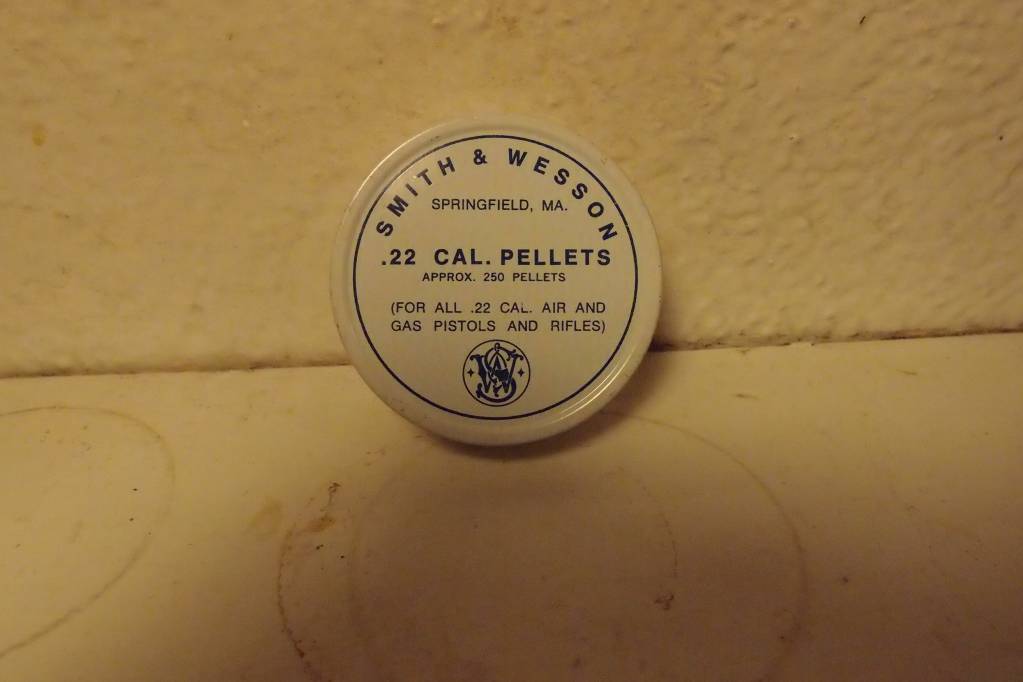 SMITH & WESSON
SPRINGFIELD, MA.
.22 CAL. PELLETS
APPROX. 250 PELLETS
(FOR ALL .22 CAL. AIR AND
GAS PISTOLS AND RIFLES)
S&W